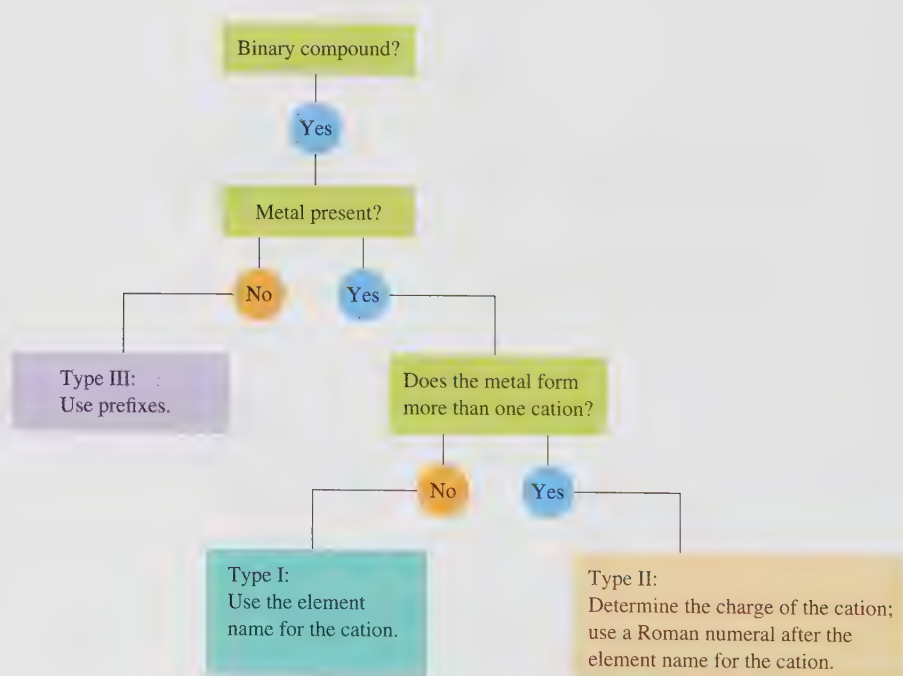 Binary compound?
Yes
Metal present?
No
Yes
Type III:
Use prefixes.
Does the metal form
more than one cation?
No
Yes
Type I:
Use the element
name for the cation.
Type II:
Determine the charge of the cation;
use a Roman numeral after the
element name for the cation.